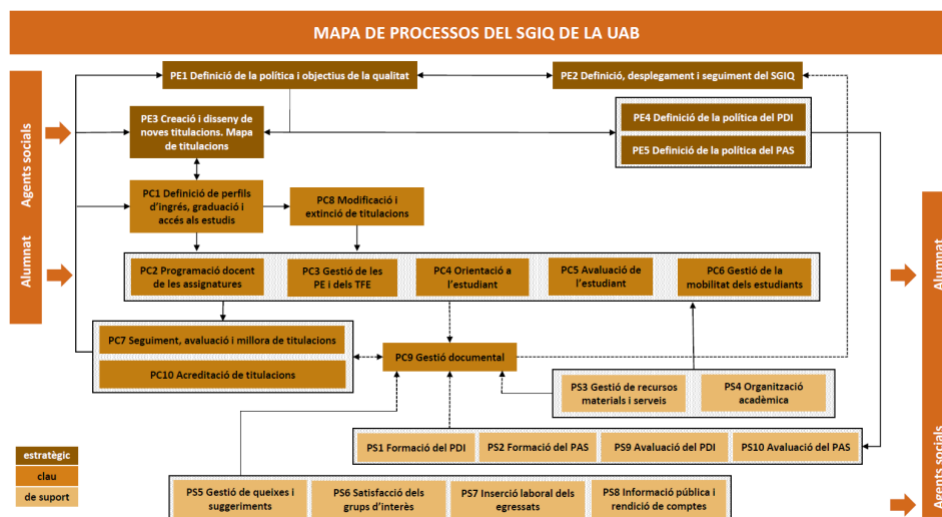 MAPA DE PROCESSOS DEL SGIQ DE LA UAB
PE1 Definició de la política i objectius de la qualitat
PE2 Definició, desplegament i seguiment del SGIQ
Agents socials
Alumnat
PE3 Creació i disseny de
noves titulacions. Mapa
de titulacions
PE4 Definició de la política del PDI
PE5 Definició de la política del PAS
PC1 Definició de perfils
d'ingrés, graduació i
accés als estudis
PC8 Modificació i
extinció de titulacions
PC2 Programació docent
de les assignatures
PC3 Gestió de les
PE i dels TFE
PC4 Orientació a
l'estudiant
PC5 Avaluació de
l'estudiant
PC6 Gestió de la
mobilitat dels estudiants
Alumnat
PC7 Seguiment, avaluació i millora de titulacions
PC10 Acreditació de titulacions
PC9 Gestió documental
PS3 Gestió de recursos
materials i serveis
PS4 Organització
acadèmica
PS1 Formació del PDI
PS2 Formació del PAS
PS9 Avaluació del PDI
PS10 Avaluació del PAS
estratègic
clau
de suport
PS5 Gestió de queixes i
suggeriments
PS6 Satisfacció dels
grups d'interès
PS7 Inserció laboral dels
egressats
PS8 Informació pública i
rendició de comptes
Agents socials